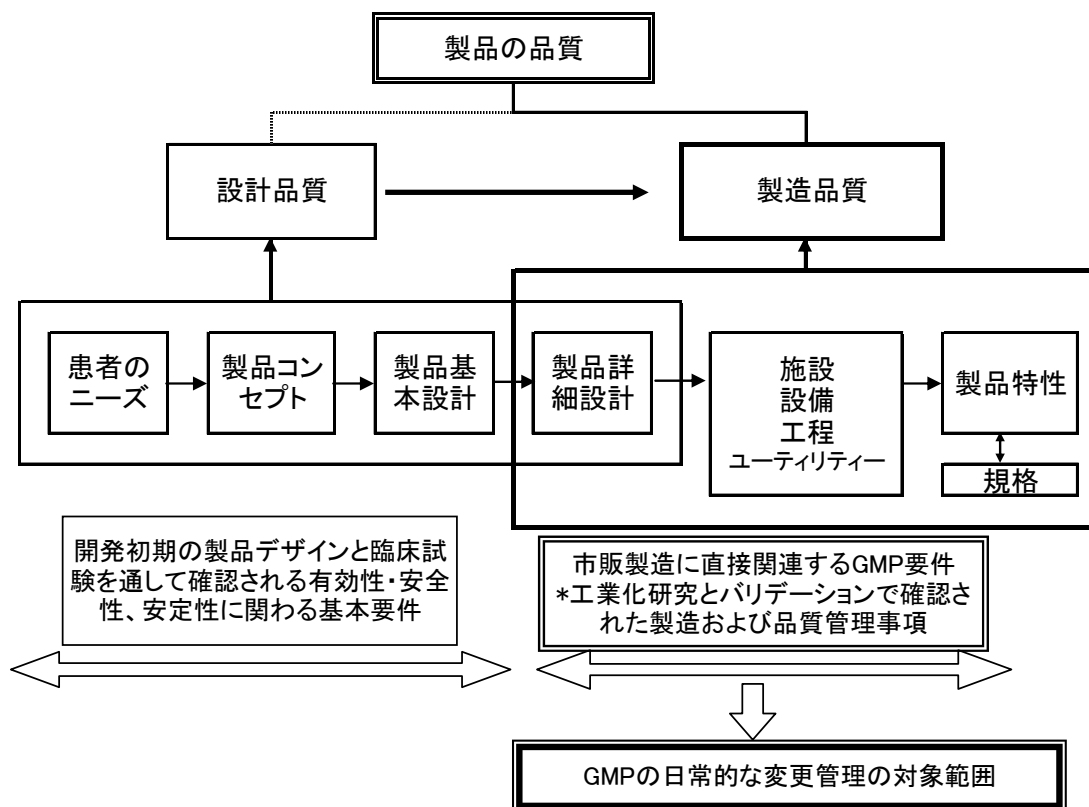 製品の品質
設計品質
製造品質
患者の
ニーズ
製品コン
セプト
製品基
本設計
製品詳
細設計
施設
設備
工程
ユーティリティー
製品特性
規格
開発初期の製品デザインと臨床試
験を通して確認される有効性・安全
性、安定性に関わる基本要件
市販製造に直接関連するGMP要件
*工業化研究とバリデーションで確認さ
れた製造および品質管理事項
GMPの日常的な変更管理の対象範囲